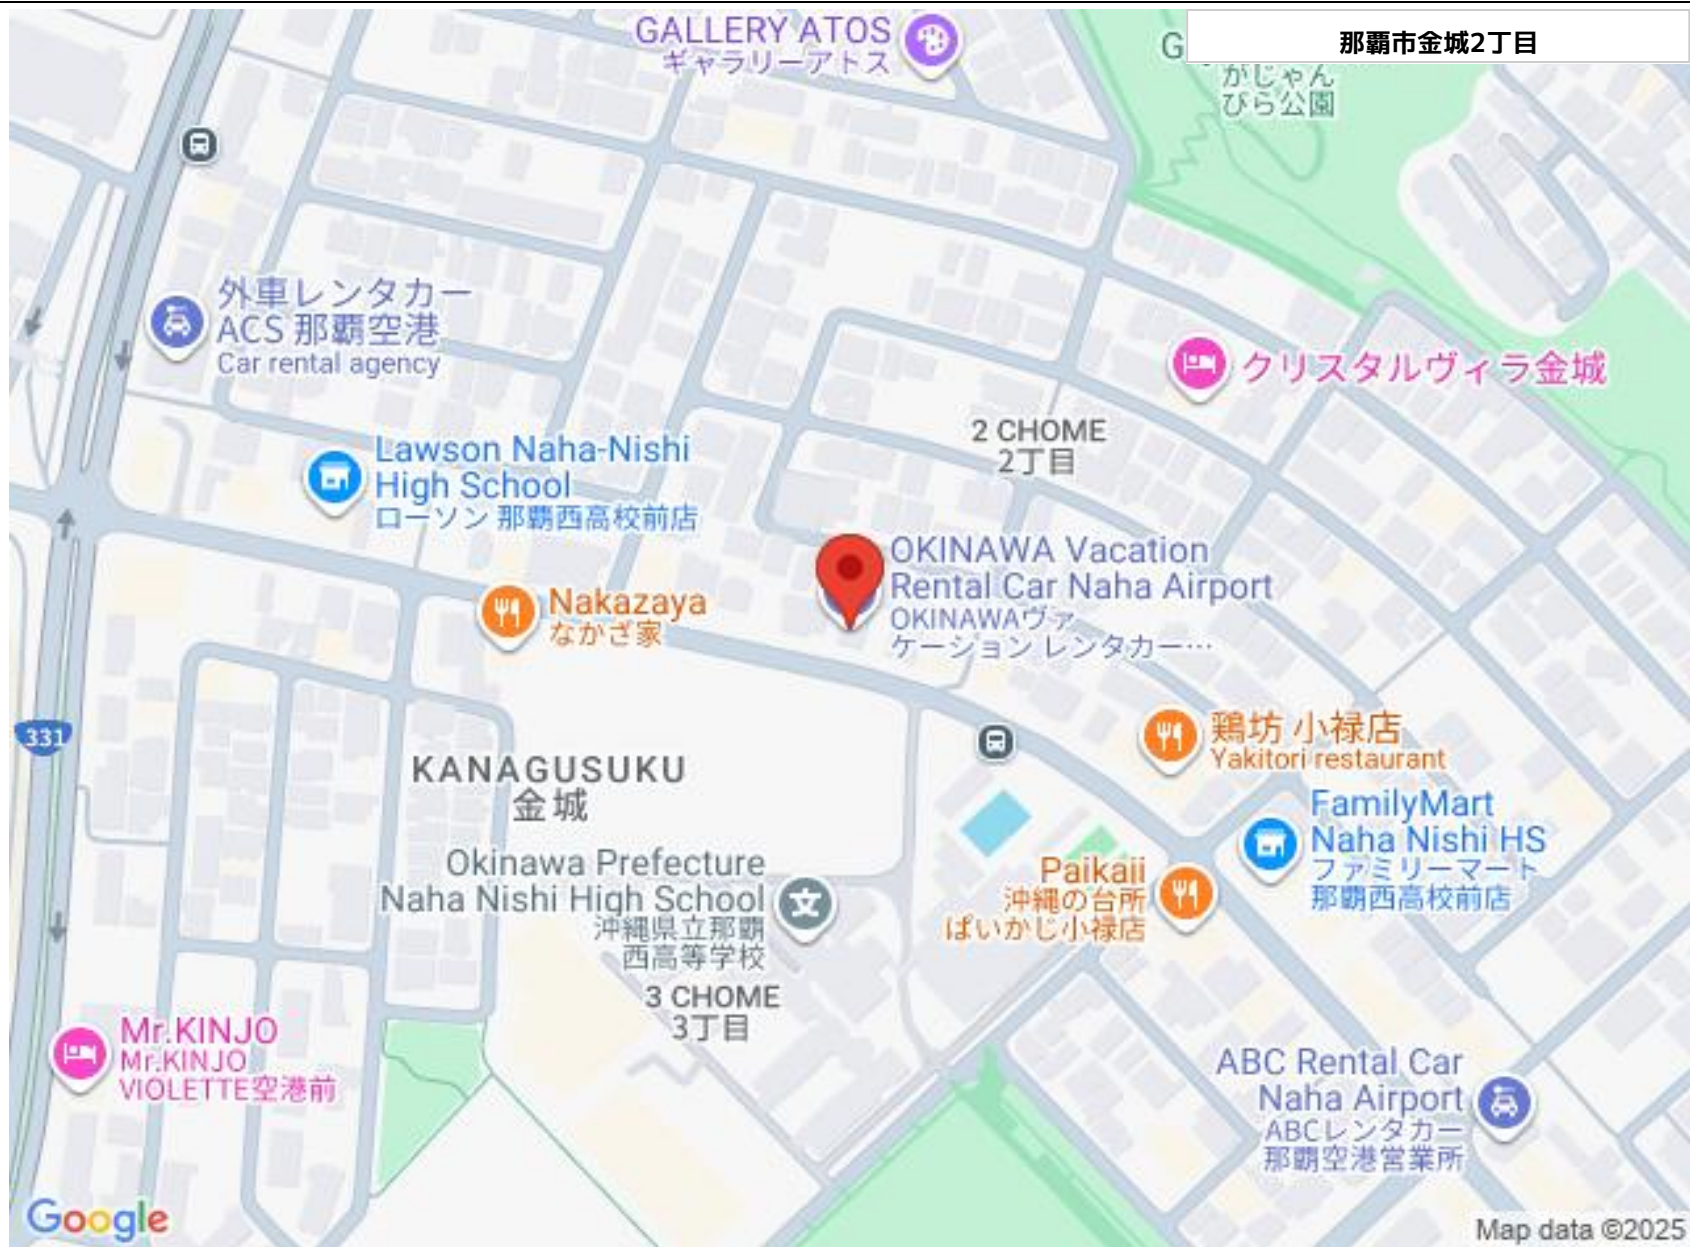 GALLERY ATOS
ギャラリーアトス
G
がじゃん
びら公園
那覇市金城2丁目
外車レンタカー
ACS 那覇空港
Car rental agency
クリスタルヴィラ金城
2 CHOME
2丁目
Lawson Naha-Nishi
High School
ローソン 那覇西高校前店
OKINAWA Vacation
Rental Car Naha Airport
OKINAWAヴァ
ケーション レンタカー…
Nakazaya
なかざ家
331
鶏坊 小禄店
Yakitori restaurant
KANAGUSUKU
金城
FamilyMart
Naha Nishi HS
ファミリーマート
那覇西高校前店
Okinawa Prefecture
Naha Nishi High School
沖縄県立那覇
西高等学校
文
Paikaji
沖縄の台所
ぱいかじ小禄店
3 CHOME
3丁目
Mr.KINJO
Mr.KINJO
VIOLETTE空港前
ABC Rental Car
Naha Airport
ABCレンタカー
那覇空港営業所
Google
Map data ©2025